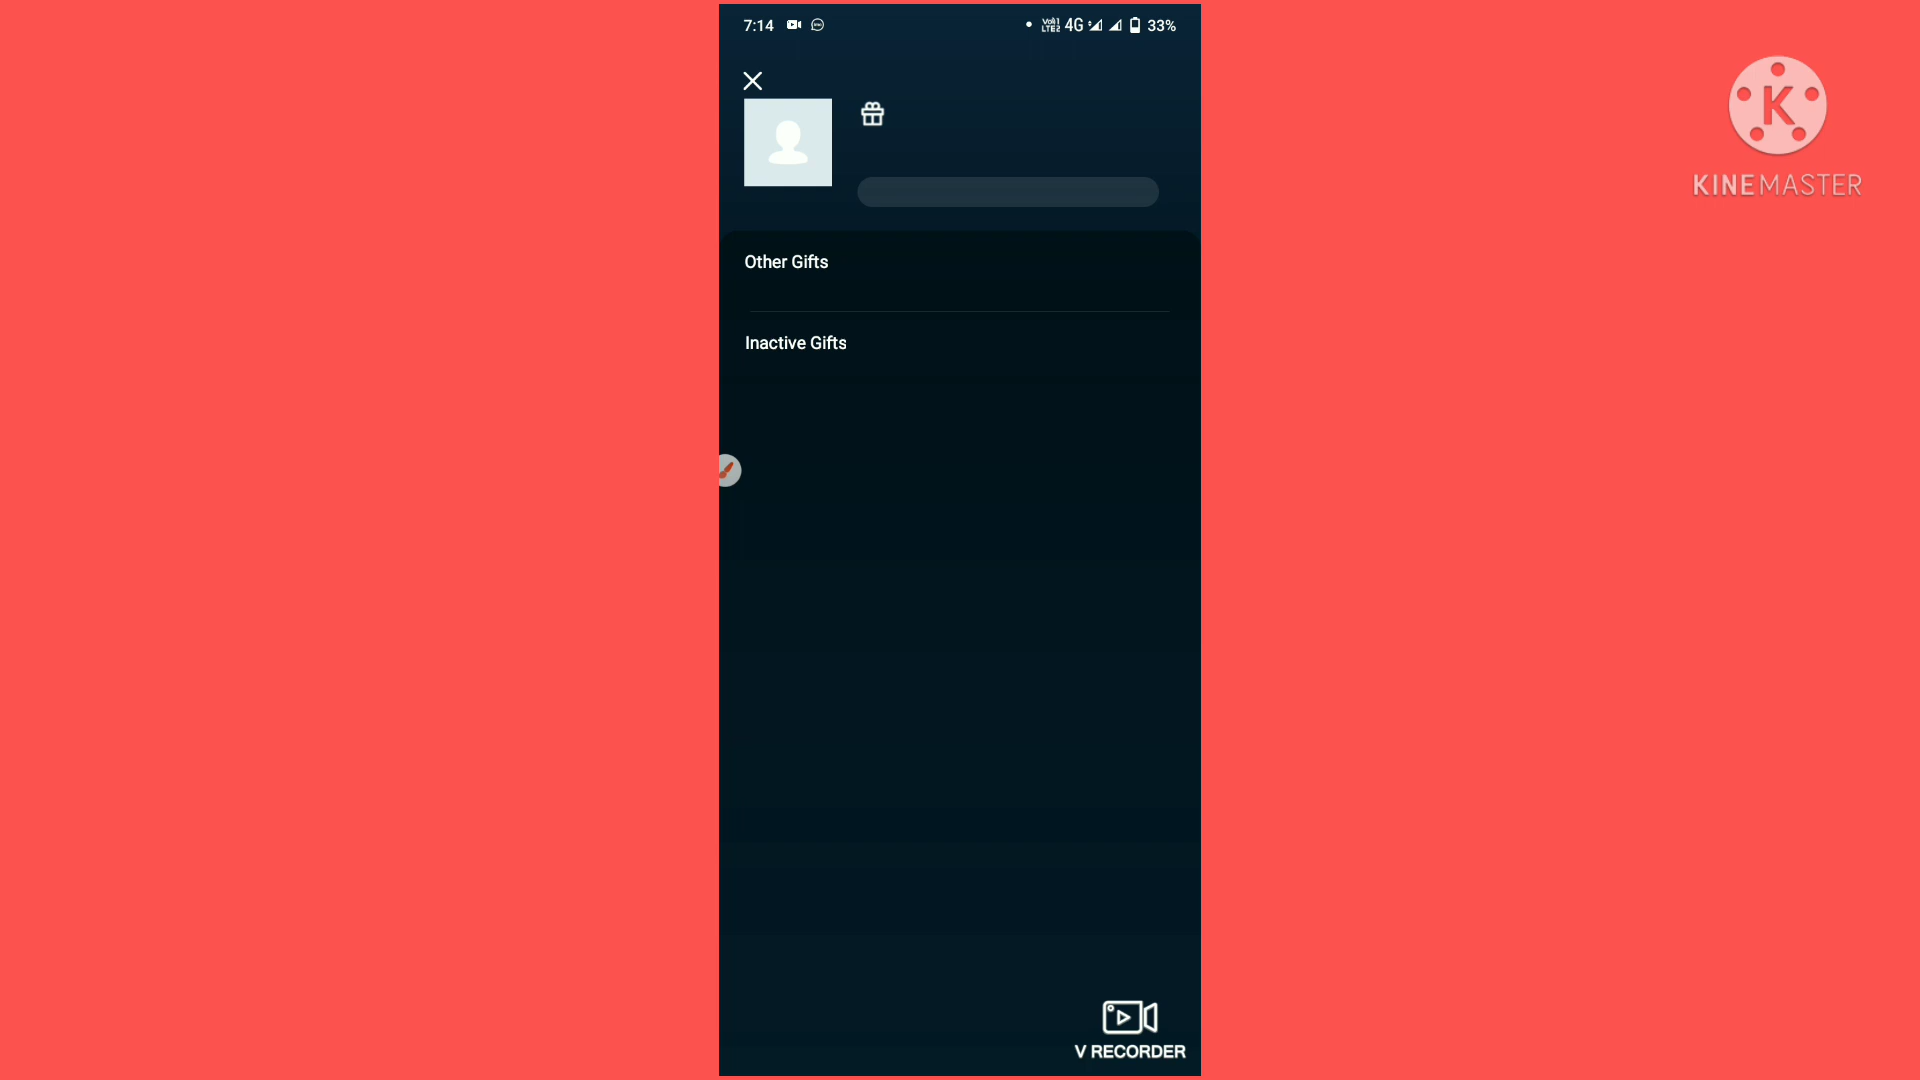 7:14
4G
33%
KINEMASTER
Other Gifts
Inactive Gifts
V RECORDER